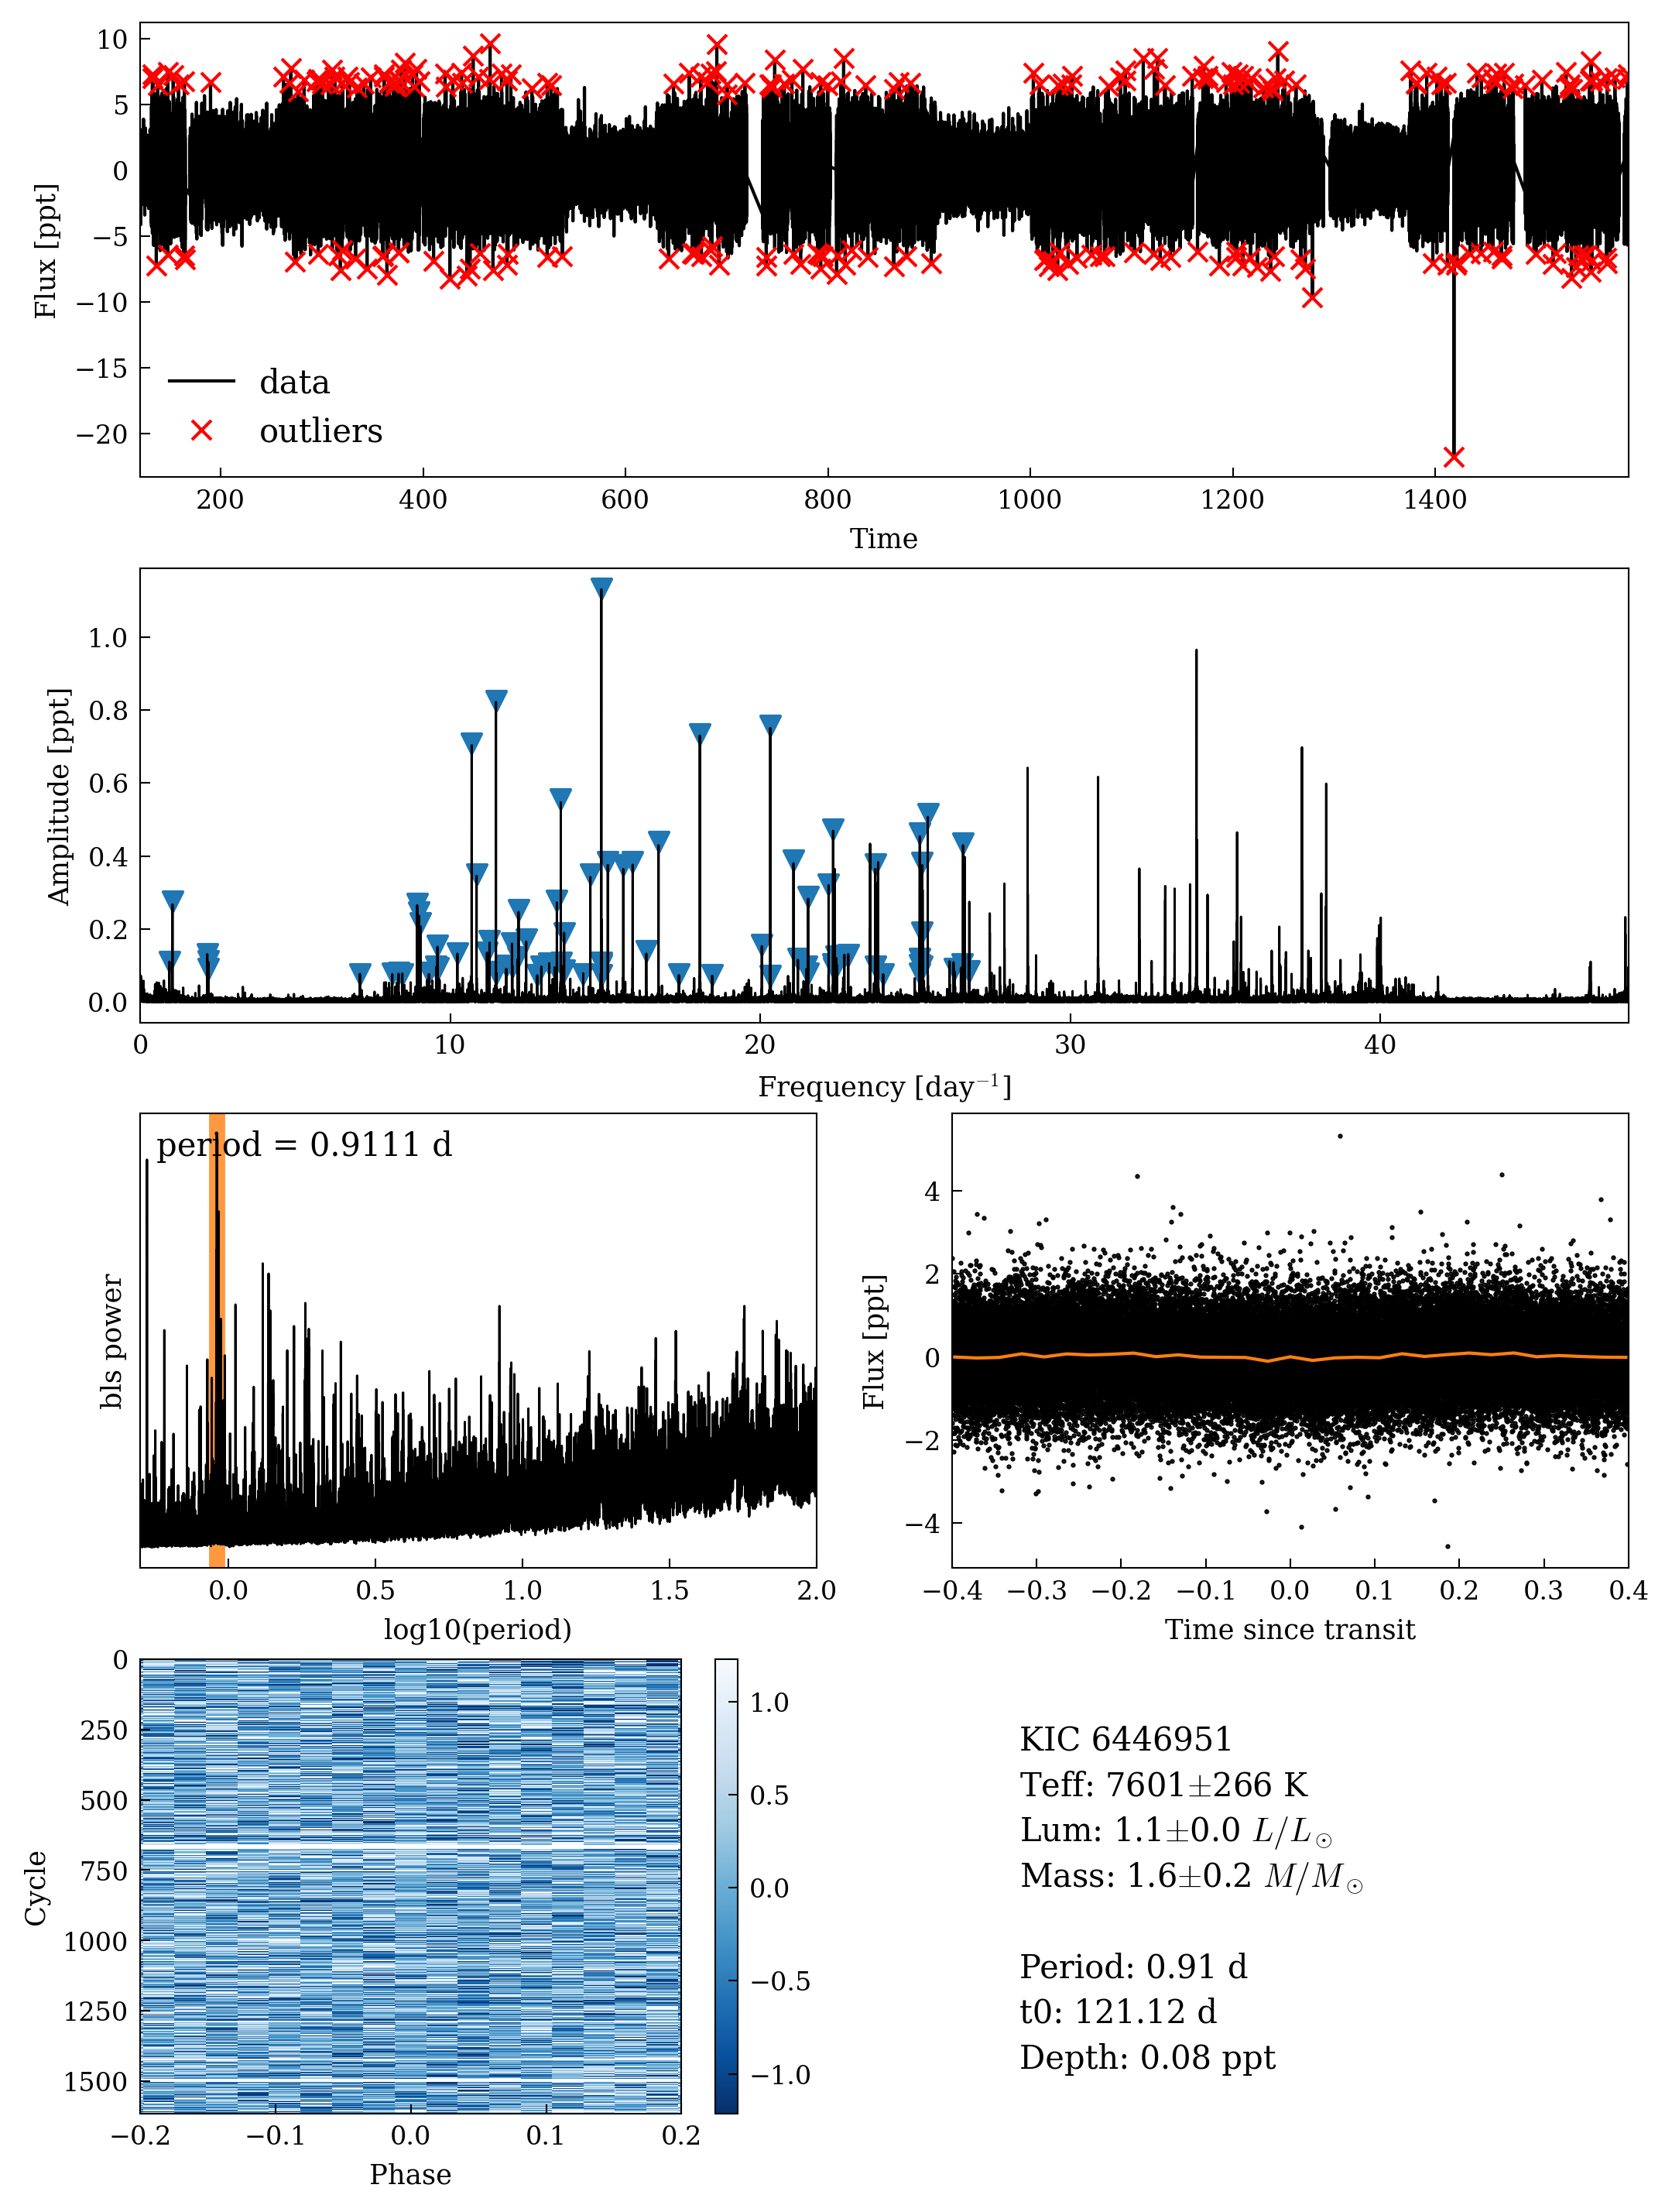 10
5
0
−5
−10
−15
−20
Flux [ppt]
data
outliers
200 400 600 800 1000 1200 1400
Time
1.0
0.8
0.6
0.4
0.2
0.0
Amplitude [ppt]
0 10 20 30 40
Frequency [day⁻¹]
period = 0.9111 d
bls power
0.0 0.5 1.0 1.5 2.0
log10(period)
4
2
0
−2
−4
Flux [ppt]
−0.4 −0.3 −0.2 −0.1 0.0 0.1 0.2 0.3 0.4
Time since transit
0
250
500
750
1000
1250
1500
Cycle
−0.2 −0.1 0.0 0.1 0.2
Phase
1.0
0.5
0.0
−0.5
−1.0
KIC 6446951
Teff: 7601±266 K
Lum: 1.1±0.0 L/L☉
Mass: 1.6±0.2 M/M☉
Period: 0.91 d
t0: 121.12 d
Depth: 0.08 ppt